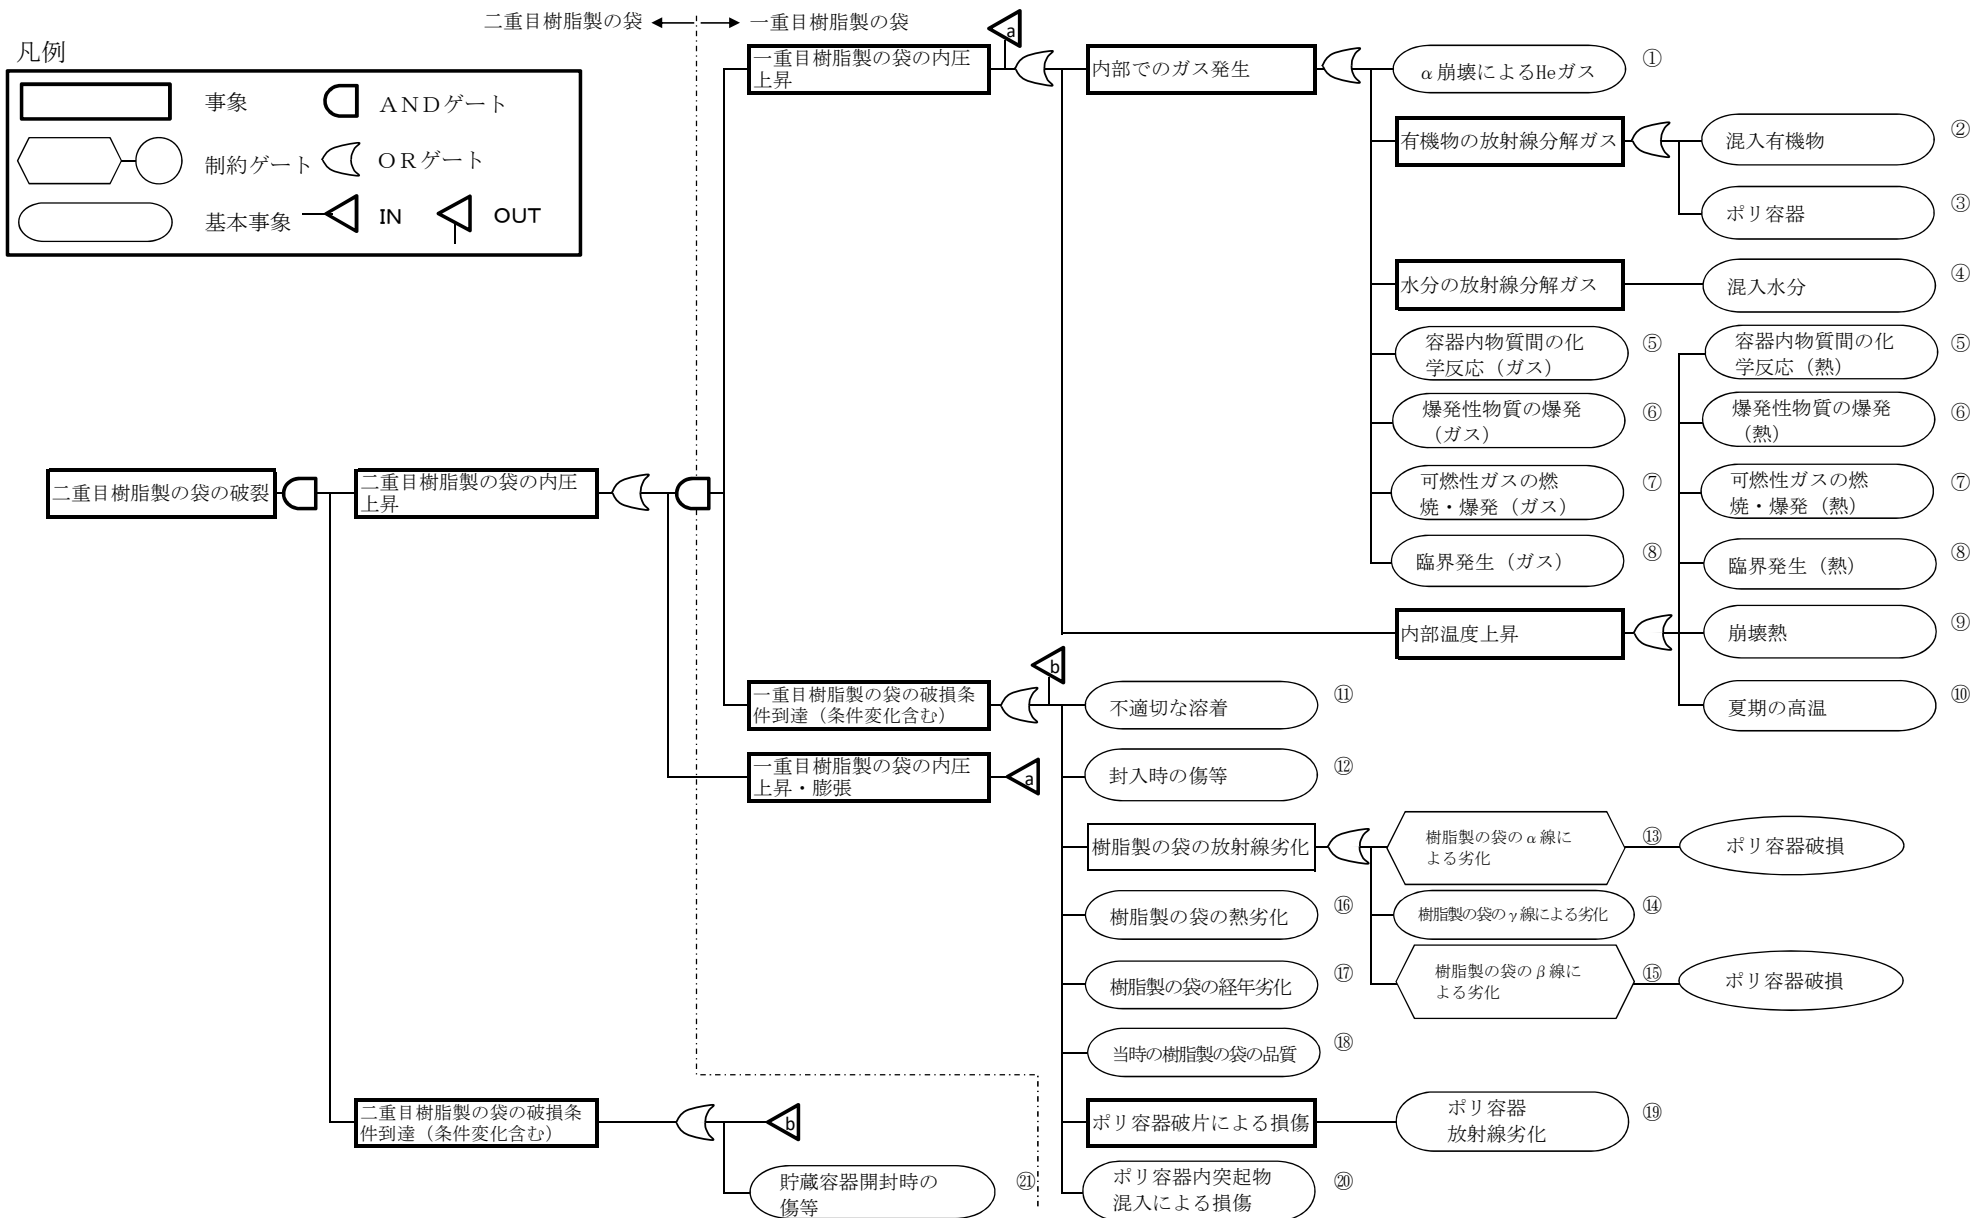 二重目樹脂製の袋
一重目樹脂製の袋
凡例
事象
ANDゲート
制約ゲート
ORゲート
基本事象
IN
OUT
a
一重目樹脂製の袋の内圧
上昇
内部でのガス発生
α崩壊によるHeガス
①
有機物の放射線分解ガス
混入有機物
②
ポリ容器
③
水分の放射線分解ガス
混入水分
④
容器内物質間の化
学反応（ガス）
⑤
容器内物質間の化
学反応（熱）
⑤
爆発性物質の爆発
（ガス）
⑥
爆発性物質の爆発
（熱）
⑥
可燃性ガスの燃
焼・爆発（ガス）
⑦
可燃性ガスの燃
焼・爆発（熱）
⑦
臨界発生（ガス）
⑧
臨界発生（熱）
⑧
内部温度上昇
崩壊熱
⑨
夏期の高温
⑩
二重目樹脂製の袋の破裂
二重目樹脂製の袋の内圧
上昇
b
一重目樹脂製の袋の破損条
件到達（条件変化含む）
不適切な溶着
⑪
一重目樹脂製の袋の内圧
上昇・膨張
a
封入時の傷等
⑫
樹脂製の袋の放射線劣化
樹脂製の袋のα線に
よる劣化
⑬
ポリ容器破損
樹脂製の袋の熱劣化
⑯
樹脂製の袋のγ線による劣化
⑭
樹脂製の袋の経年劣化
⑰
樹脂製の袋のβ線に
よる劣化
⑮
ポリ容器破損
当時の樹脂製の袋の品質
⑱
二重目樹脂製の袋の破損条
件到達（条件変化含む）
b
ポリ容器破片による損傷
ポリ容器
放射線劣化
⑲
貯蔵容器開封時の
傷等
㉑
ポリ容器内突起物
混入による損傷
⑳